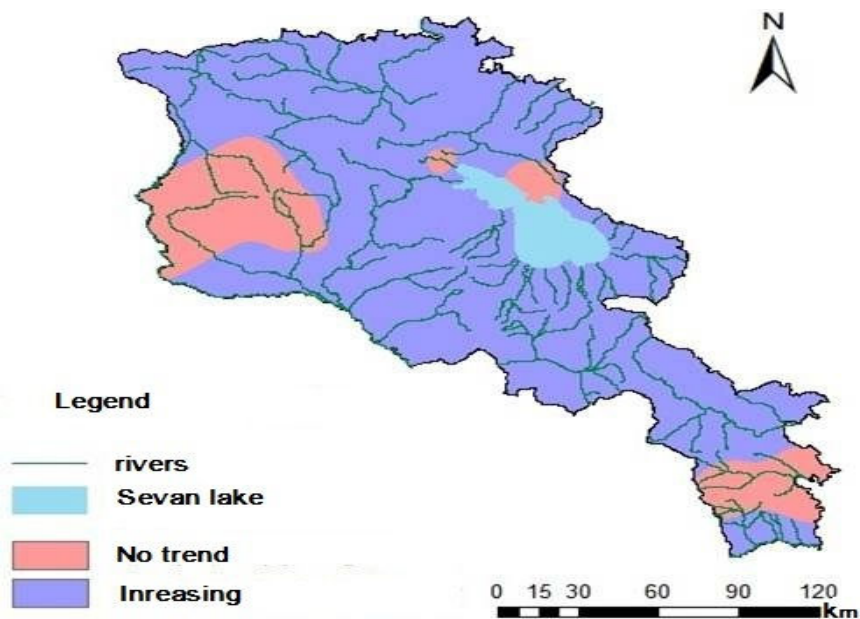 N
Legend
rivers
Sevan lake
No trend
Inreasing
0 15 30 60 90 120
km